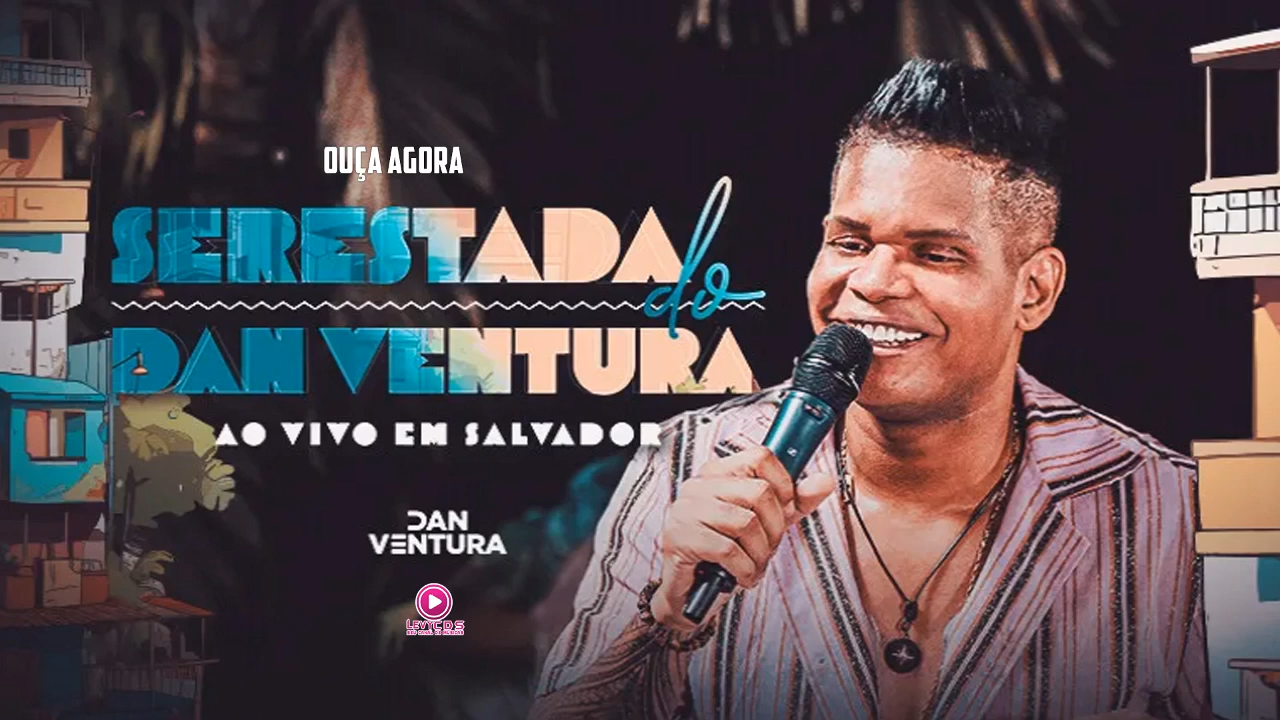 OUÇA AGORA
SERESTADA do
DAN VENTURA
AO VIVO EM SALVADOR
DAN
VENTURA
LEVYCDS